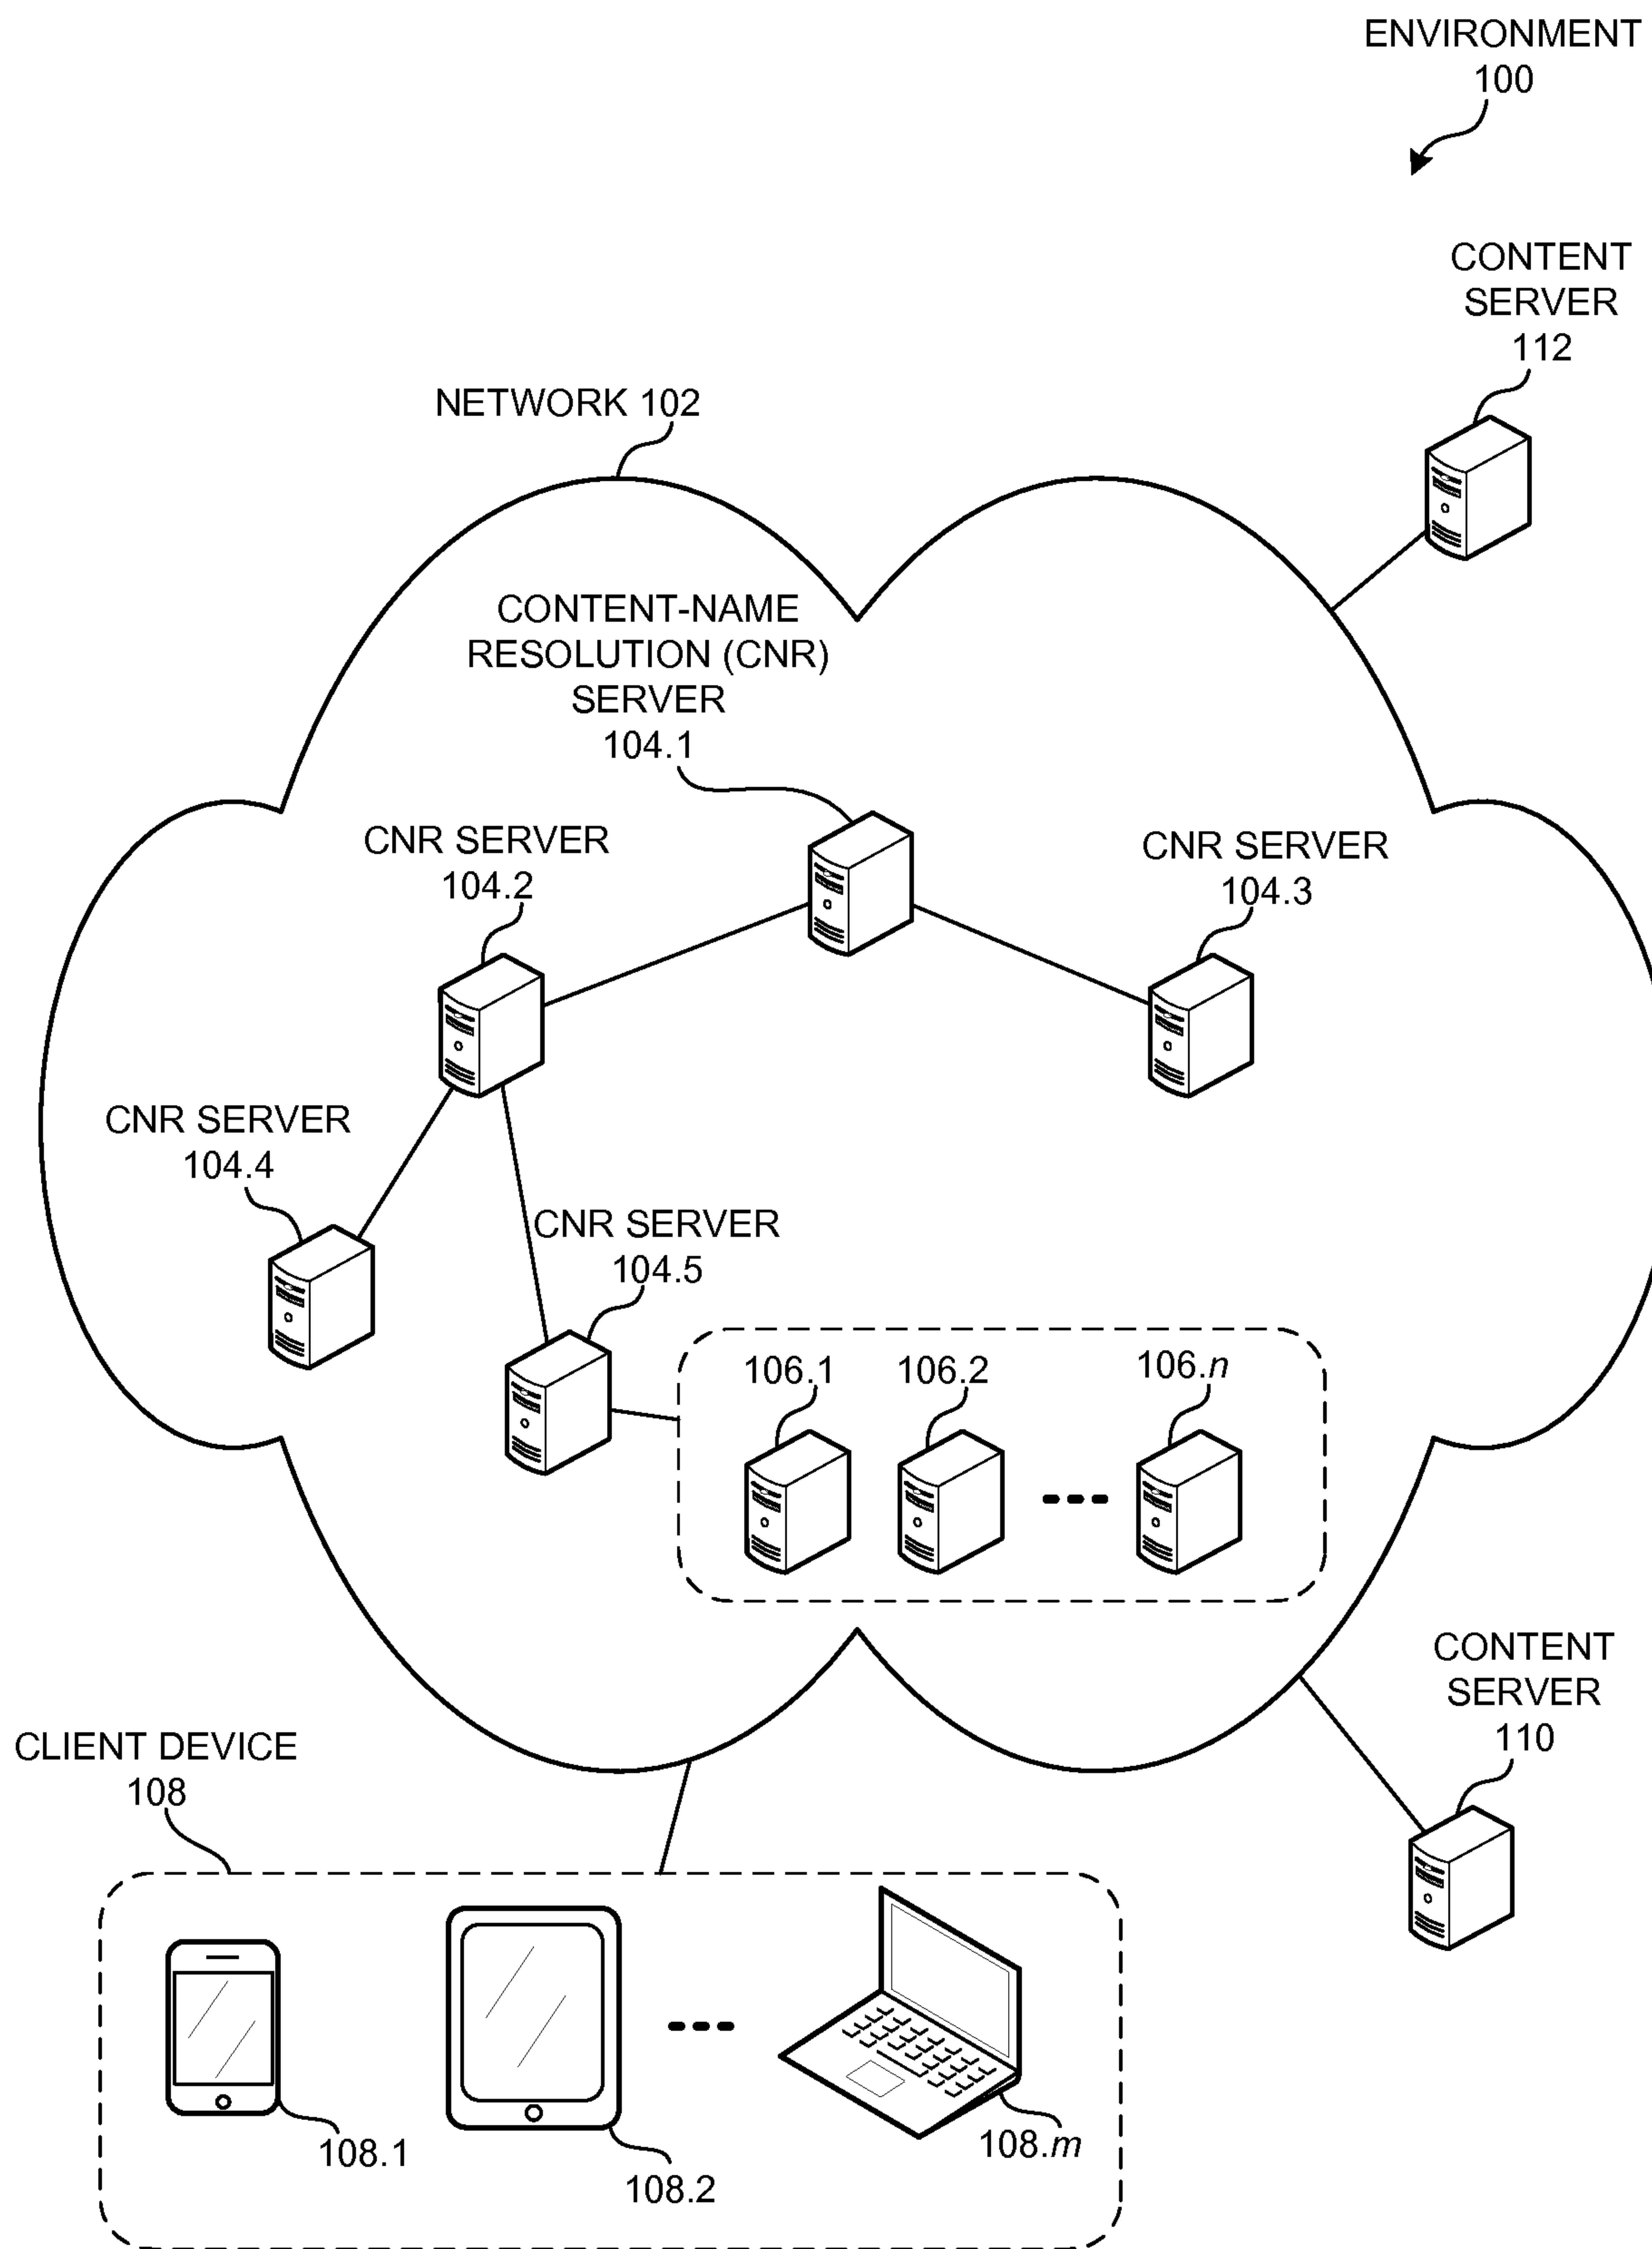 ENVIRONMENT
100
CONTENT
SERVER
112
NETWORK 102
CONTENT-NAME
RESOLUTION (CNR)
SERVER
104.1
CNR SERVER
104.2
CNR SERVER
104.3
CNR SERVER
104.4
CNR SERVER
104.5
106.1
106.2
106.n
CONTENT
SERVER
110
CLIENT DEVICE
108
108.1
108.2
108.m